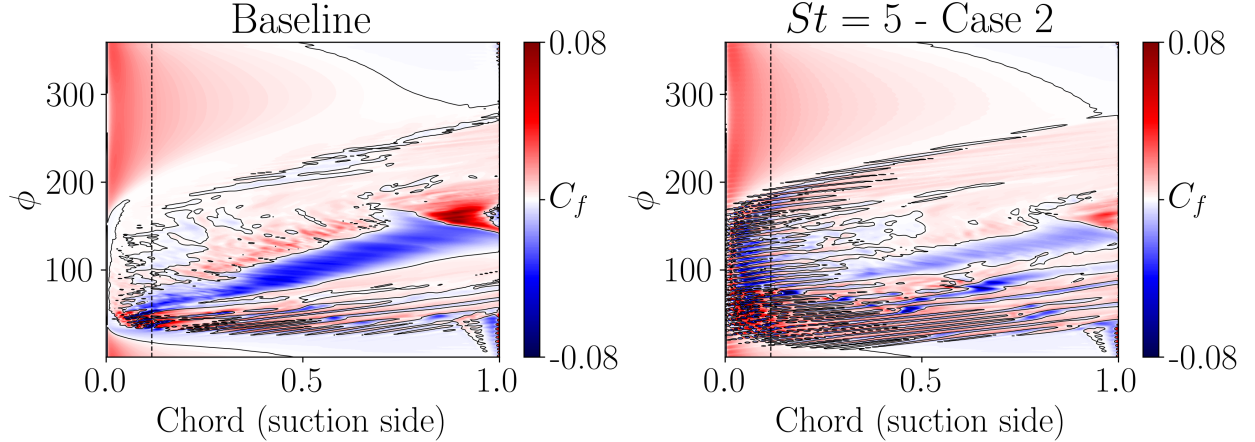 Baseline
300
200
100
ϕ
0.0
0.5
1.0
Chord (suction side)
0.08
C_f
-0.08
St = 5 - Case 2
300
200
100
ϕ
0.0
0.5
1.0
Chord (suction side)
0.08
C_f
-0.08